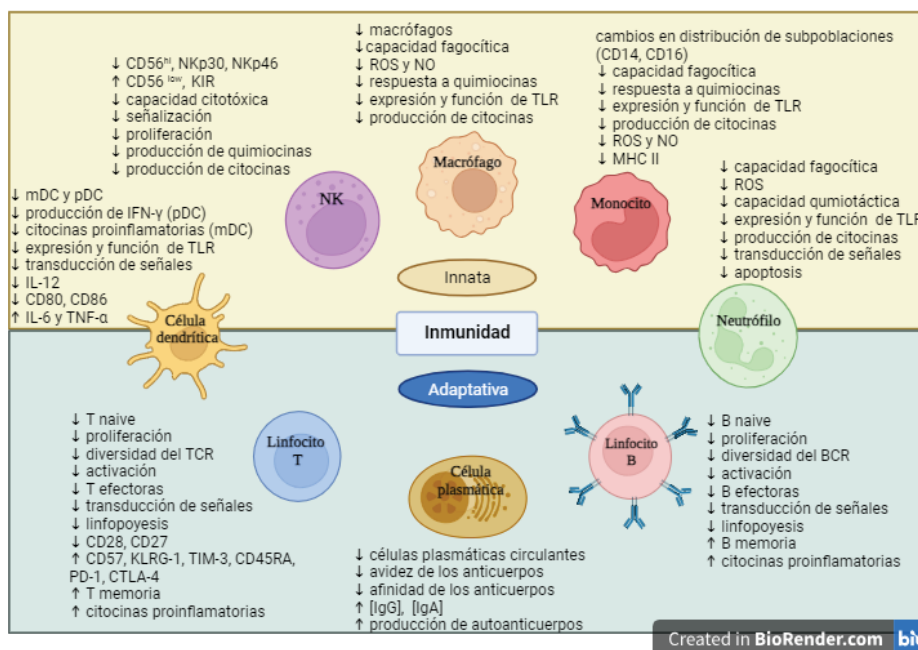 ↓ macrófagos
↓capacidad fagocítica
↓ ROS y NO
↓ respuesta a quimiocinas
↓ expresión y función de TLR
↓ producción de citocinas
cambios en distribución de subpoblaciones
(CD14, CD16)
↓ capacidad fagocítica
↓ respuesta a quimiocinas
↓ expresión y función de TLR
↓ producción de citocinas
↓ ROS y NO
↓ MHC II
↓ CD56ʰⁱ, NKp30, NKp46
↑ CD56 ˡᵒʷ, KIR
↓ capacidad citotóxica
↓ señalización
↓ proliferación
↓ producción de quimiocinas
↓ producción de citocinas
Macrófago
NK
Monocito
↓ capacidad fagocítica
↓ ROS
↓ capacidad qumiotáctica
↓ expresión y función de TLR
↓ producción de citocinas
↓ transducción de señales
↓ apoptosis
↓ mDC y pDC
↓ producción de IFN-γ (pDC)
↓ citocinas proinflamatorias (mDC)
↓ expresión y función de TLR
↓ transducción de señales
↓ IL-12
↓ CD80, CD86
↑ IL-6 y TNF-α
Innata
Célula
dendrítica
Inmunidad
Neutrófilo
Adaptativa
↓ T naive
↓ proliferación
↓ diversidad del TCR
↓ activación
↓ T efectoras
↓ transducción de señales
↓ linfopoyesis
↓ CD28, CD27
↑ CD57, KLRG-1, TIM-3, CD45RA,
PD-1, CTLA-4
↑ T memoria
↑ citocinas proinflamatorias
Linfocito
T
Célula
plasmática
Linfocito
B
↓ B naive
↓ proliferación
↓ diversidad del BCR
↓ activación
↓ B efectoras
↓ transducción de señales
↓ linfopoyesis
↑ B memoria
↑ citocinas proinflamatorias
↓ células plasmáticas circulantes
↓ avidez de los anticuerpos
↓ afinidad de los anticuerpos
↑ [IgG], [IgA]
↑ producción de autoanticuerpos
Created in BioRender.com